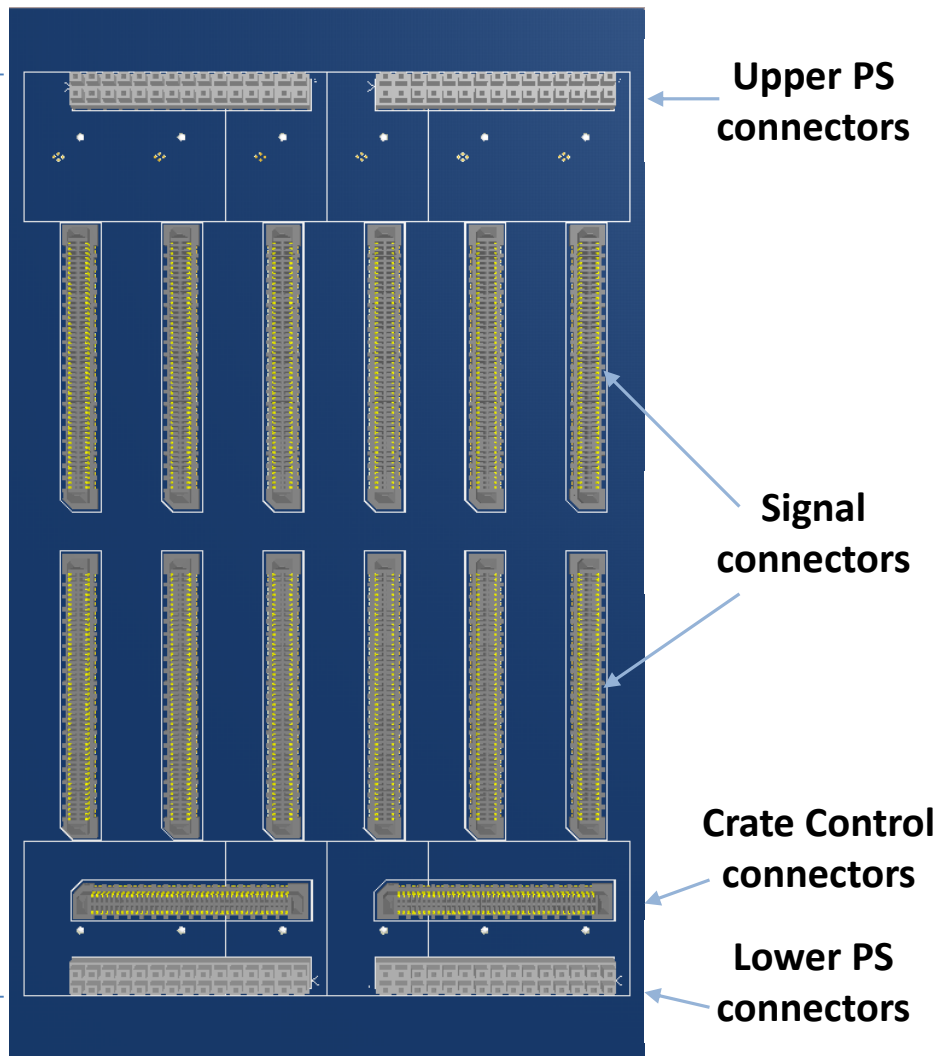 Upper PS
connectors
Signal
connectors
Crate Control
connectors
Lower PS
connectors